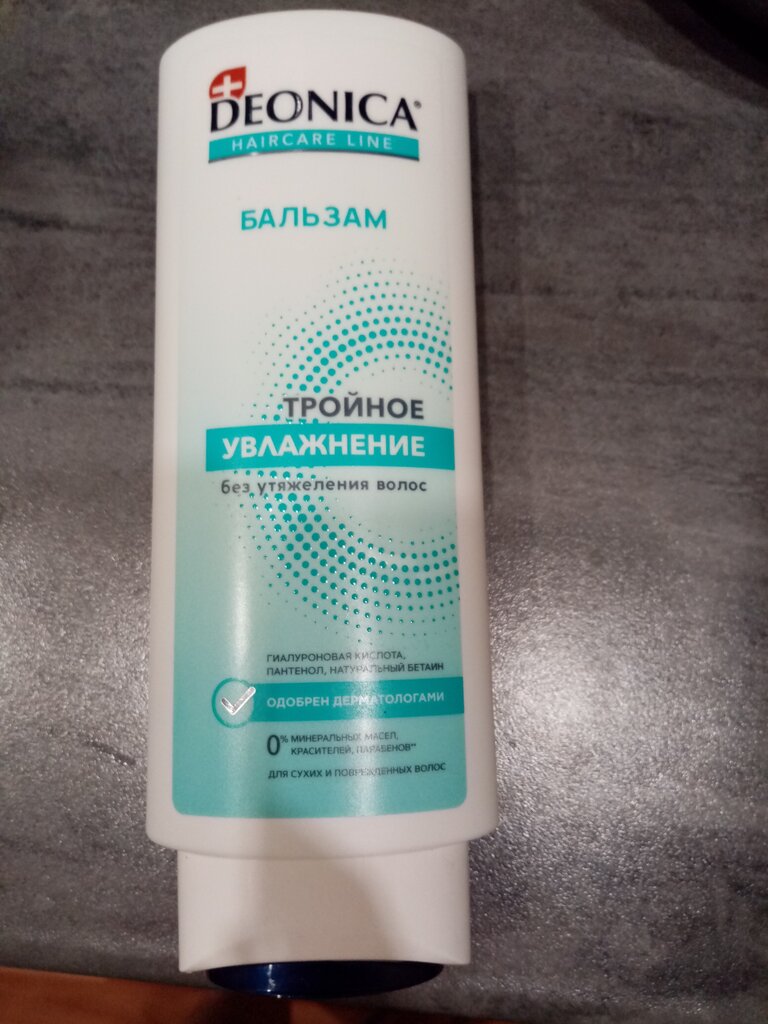 DEONICA®
HAIRCARE LINE
БАЛЬЗАМ
ТРОЙНОЕ
УВЛАЖНЕНИЕ
без утяжеления волос
ГИАЛУРОНОВАЯ КИСЛОТА,
ПАНТЕНОЛ, НАТУРАЛЬНЫЙ БЕТАИН
ОДОБРЕН ДЕРМАТОЛОГАМИ
0% МИНЕРАЛЬНЫХ МАСЕЛ,
КРАСИТЕЛЕЙ, ПАРАБЕНОВ**
ДЛЯ СУХИХ И ПОВРЕЖДЕННЫХ ВОЛОС